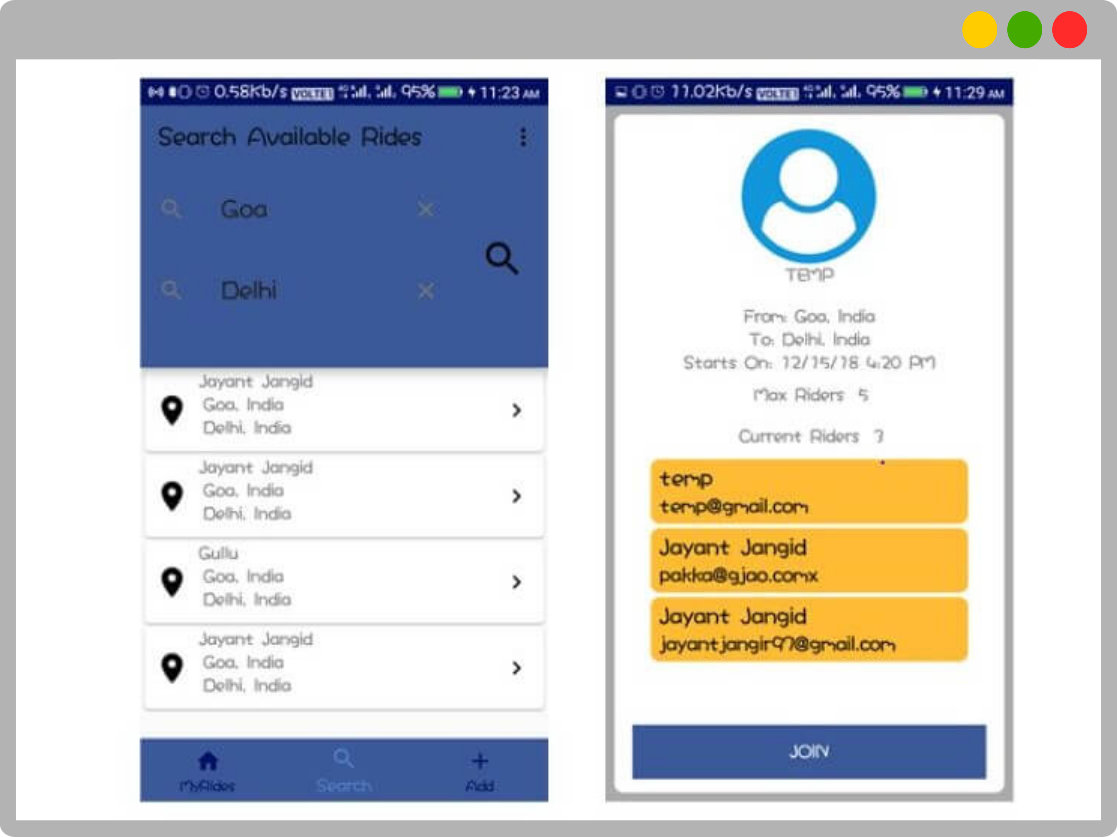 0.58Kb/s VOLTE1 4G 95% 11:23 AM
Search Available Rides
Goa
Delhi
Jayant Jangid
Goa, India
Delhi, India
Jayant Jangid
Goa, India
Delhi, India
Gullu
Goa, India
Delhi, India
Jayant Jangid
Goa, India
Delhi, India
MyRides Search Add
11.02Kb/s VOLTE1 4G 95% 11:29 AM
TEMP
From: Goa, India
To: Delhi, India
Starts On: 12/15/18 4:20 PM
Max Riders 5
Current Riders 3
temp
temp@gmail.com
Jayant Jangid
pakka@gjao.comx
Jayant Jangid
jayantjangir97@gmail.com
JOIN